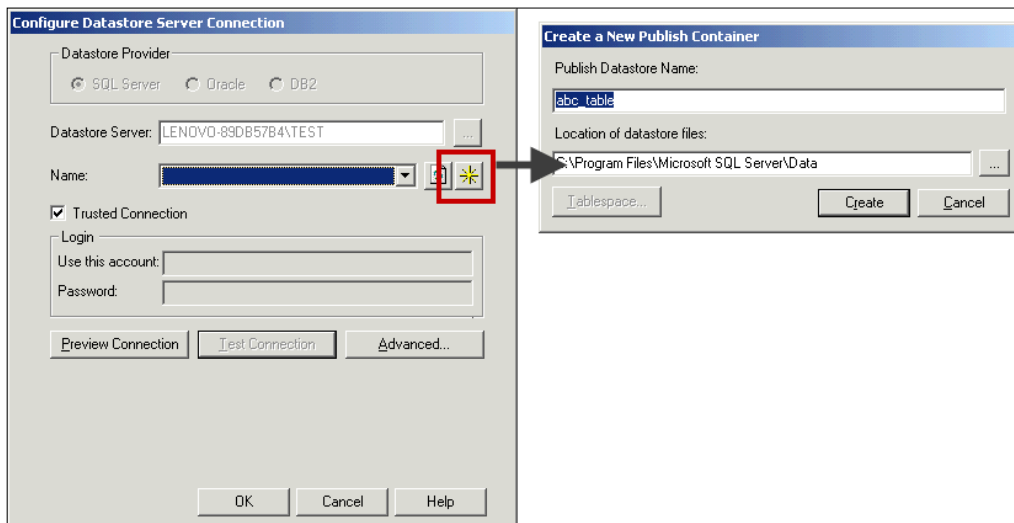 Configure Datastore Server Connection
Datastore Provider
SQL Server Oracle DB2
Datastore Server: LENOVO-89DB57B4\TEST ...
Name:
Trusted Connection
Login
Use this account:
Password:
Preview Connection Test Connection Advanced...
OK Cancel Help
Create a New Publish Container
Publish Datastore Name:
abc_table
Location of datastore files:
:\Program Files\Microsoft SQL Server\Data ...
Tablespace... Create Cancel